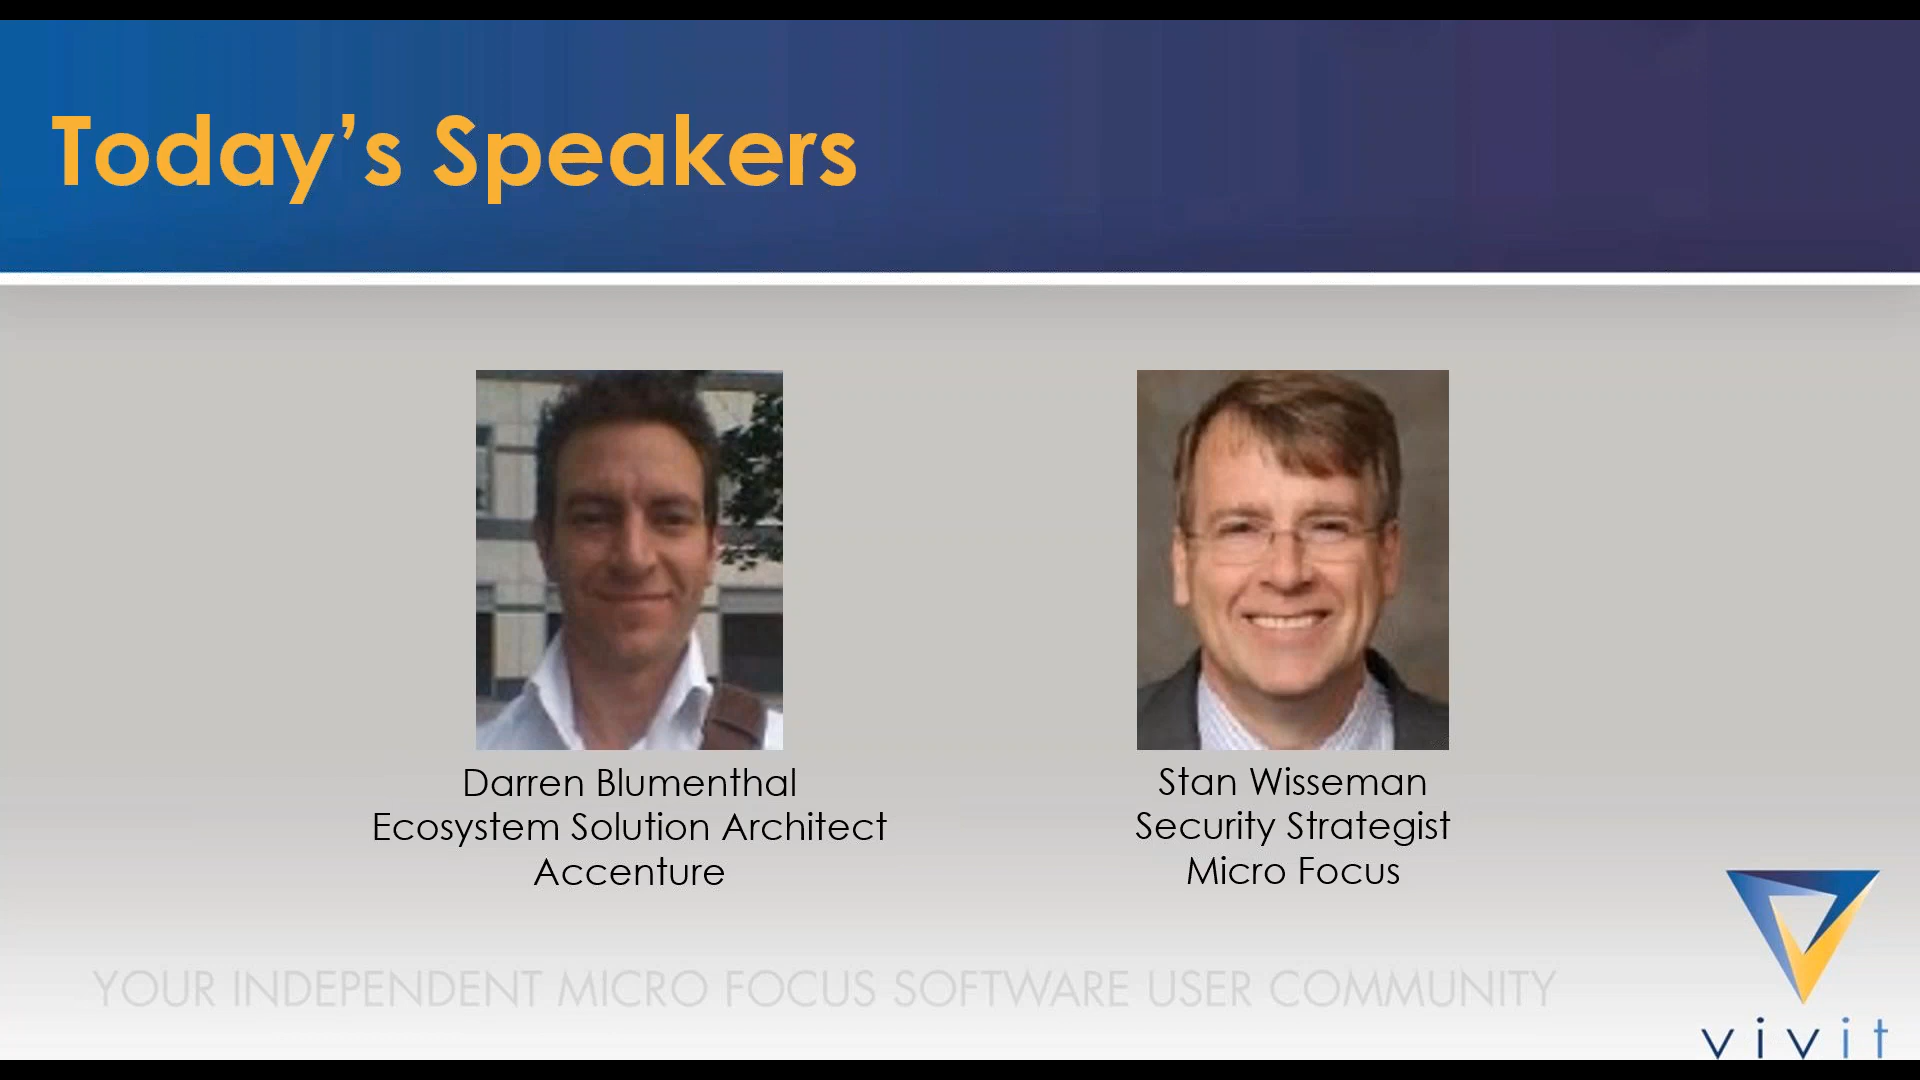 Today’s Speakers
Darren Blumenthal
Ecosystem Solution Architect
Accenture
Stan Wisseman
Security Strategist
Micro Focus
YOUR INDEPENDENT MICRO FOCUS SOFTWARE USER COMMUNITY
vivit